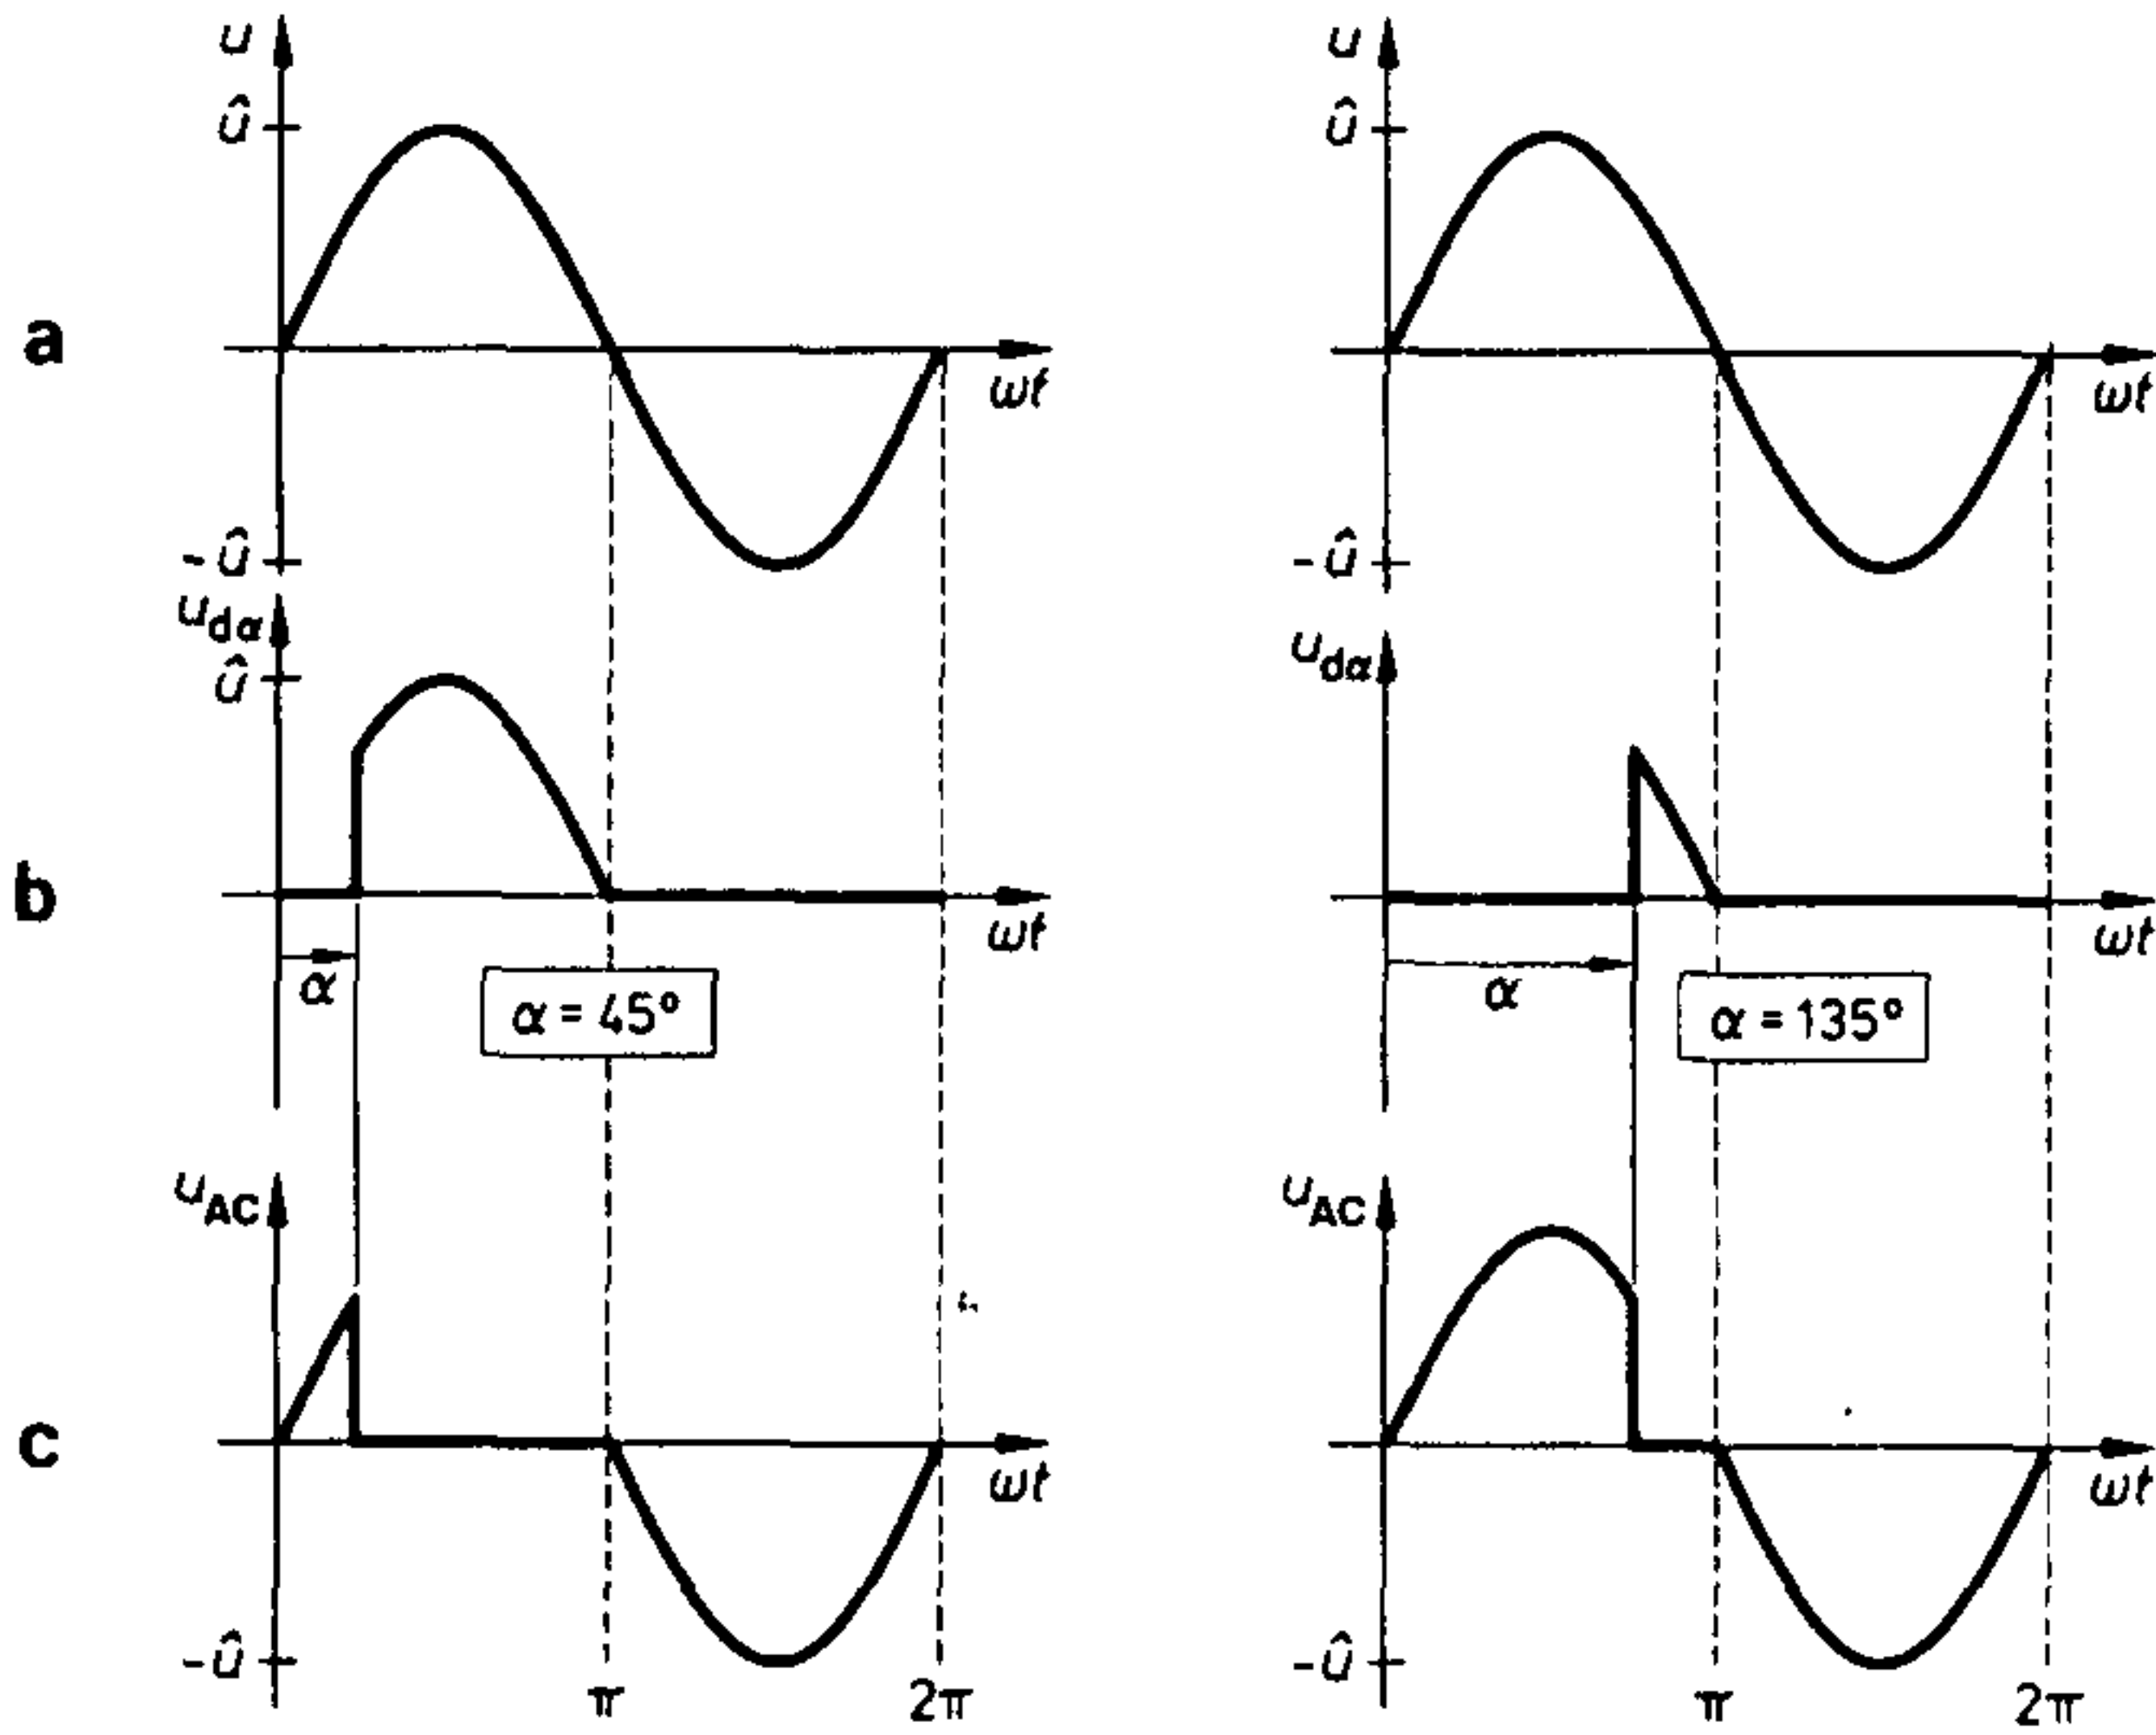 u
û
a
ωt
-û
u
û
ωt
-û
u_dα
û
b
ωt
α
α = 45°
u_dα
ωt
α
α = 135°
u_AC
c
ωt
-û
π
2π
u_AC
ωt
-û
π
2π